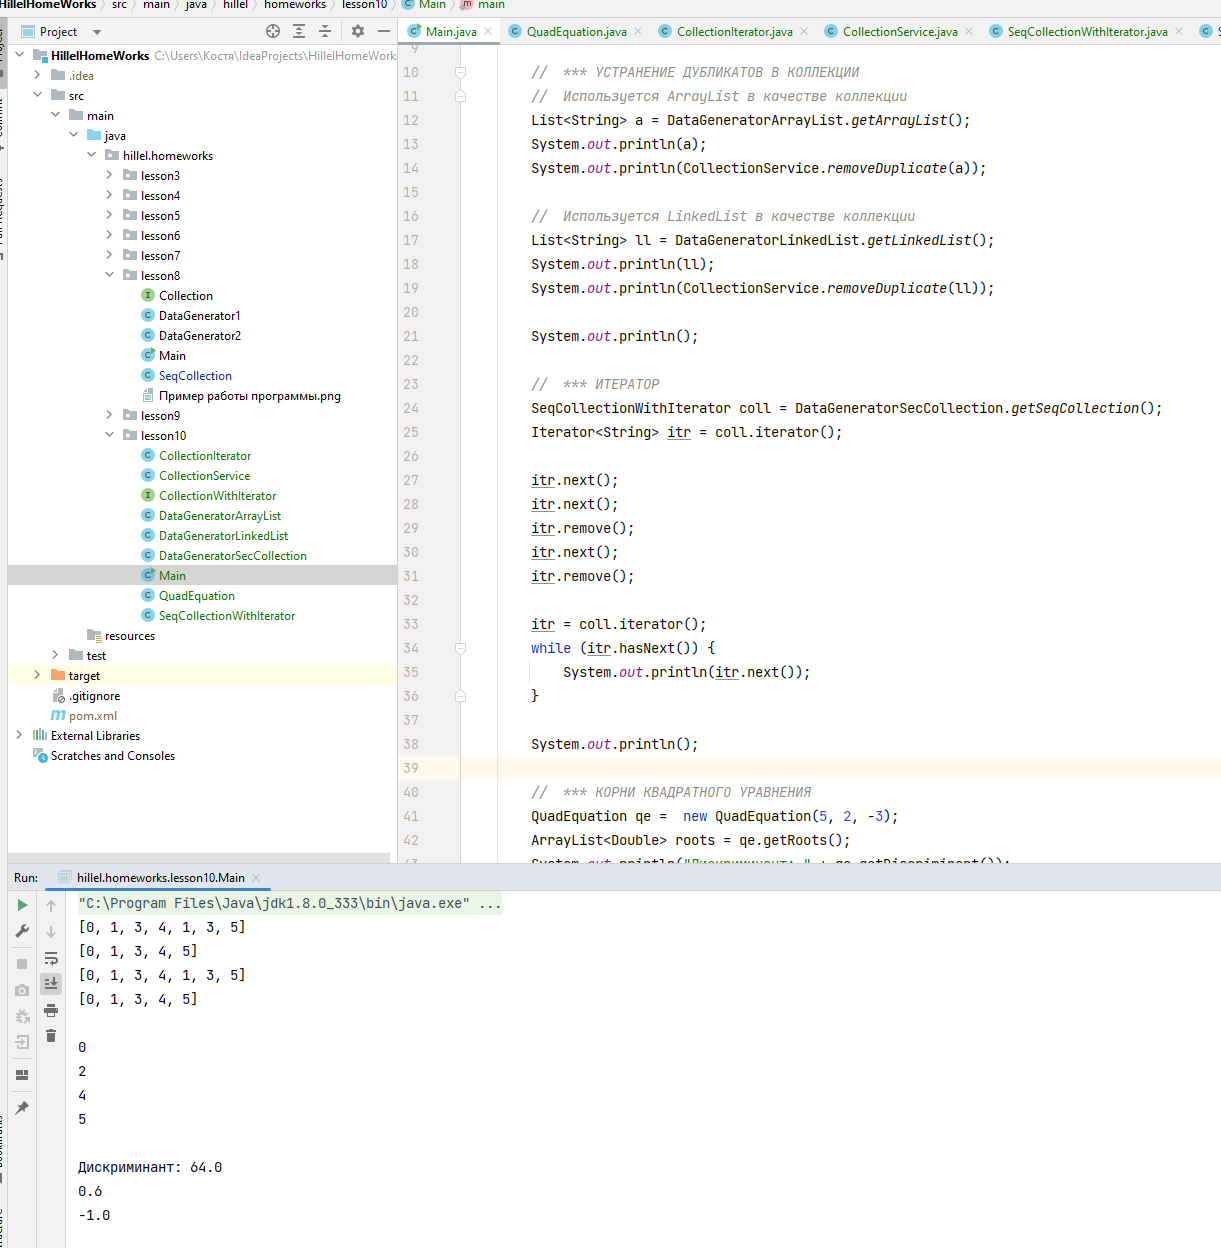 HillelHomeWorks src main java hillel homeworks lesson10 Main main
Project
Main.java QuadEquation.java CollectionIterator.java CollectionService.java SeqCollectionWithIterator.java
HillelHomeWorks C:\Users\Костя\IdeaProjects\HillelHomeWork
.idea
src
main
java
hillel.homeworks
lesson3
lesson4
lesson5
lesson6
lesson7
lesson8
Collection
DataGenerator1
DataGenerator2
Main
SeqCollection
Пример работы программы.png
lesson9
lesson10
CollectionIterator
CollectionService
CollectionWithIterator
DataGeneratorArrayList
DataGeneratorLinkedList
DataGeneratorSecCollection
Main
QuadEquation
SeqCollectionWithIterator
resources
test
target
.gitignore
pom.xml
External Libraries
Scratches and Consoles
9
10 // *** УСТРАНЕНИЕ ДУБЛИКАТОВ В КОЛЛЕКЦИИ
11 // Используется ArrayList в качестве коллекции
12 List<String> a = DataGeneratorArrayList.getArrayList();
13 System.out.println(a);
14 System.out.println(CollectionService.removeDuplicate(a));
15
16 // Используется LinkedList в качестве коллекции
17 List<String> ll = DataGeneratorLinkedList.getLinkedList();
18 System.out.println(ll);
19 System.out.println(CollectionService.removeDuplicate(ll));
20
21 System.out.println();
22
23 // *** ИТЕРАТОР
24 SeqCollectionWithIterator coll = DataGeneratorSecCollection.getSeqCollection();
25 Iterator<String> itr = coll.iterator();
26
27 itr.next();
28 itr.next();
29 itr.remove();
30 itr.next();
31 itr.remove();
32
33 itr = coll.iterator();
34 while (itr.hasNext()) {
35 System.out.println(itr.next());
36 }
37
38 System.out.println();
39
40 // *** КОРНИ КВАДРАТНОГО УРАВНЕНИЯ
41 QuadEquation qe = new QuadEquation(5, 2, -3);
42 ArrayList<Double> roots = qe.getRoots();
43 System.out.println("Дискриминант: " + qe.getDiscriminant());
Run: hillel.homeworks.lesson10.Main
"C:\Program Files\Java\jdk1.8.0_333\bin\java.exe" ...
[0, 1, 3, 4, 1, 3, 5]
[0, 1, 3, 4, 5]
[0, 1, 3, 4, 1, 3, 5]
[0, 1, 3, 4, 5]
0
2
4
5
Дискриминант: 64.0
0.6
-1.0